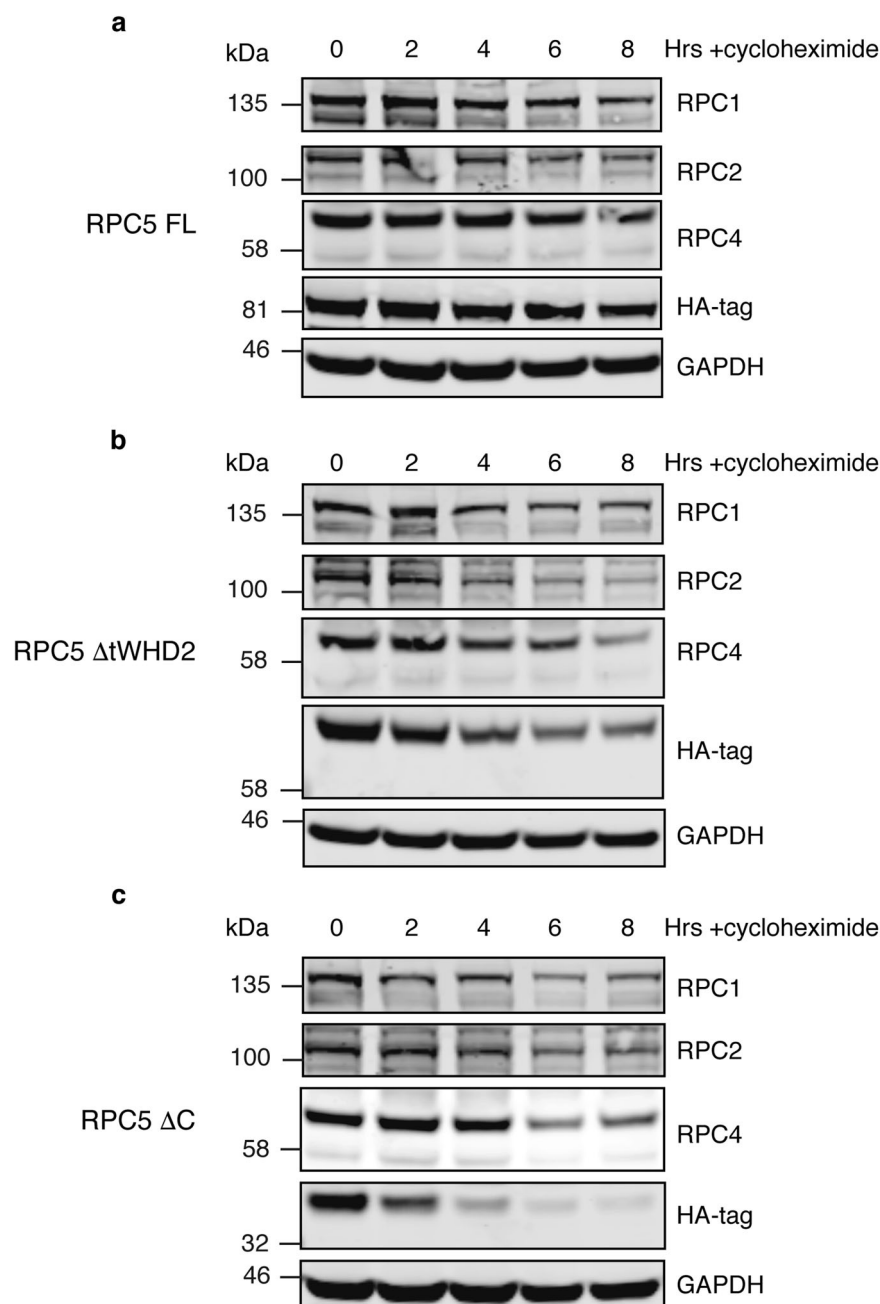 a
kDa 0 2 4 6 8 Hrs +cycloheximide
135 RPC1
100 RPC2
RPC5 FL
58 RPC4
81 HA-tag
46 GAPDH
b
kDa 0 2 4 6 8 Hrs +cycloheximide
135 RPC1
100 RPC2
RPC5 ΔtWHD2
58 RPC4
HA-tag
58
46 GAPDH
c
kDa 0 2 4 6 8 Hrs +cycloheximide
135 RPC1
100 RPC2
RPC5 ΔC
58 RPC4
HA-tag
32
46 GAPDH